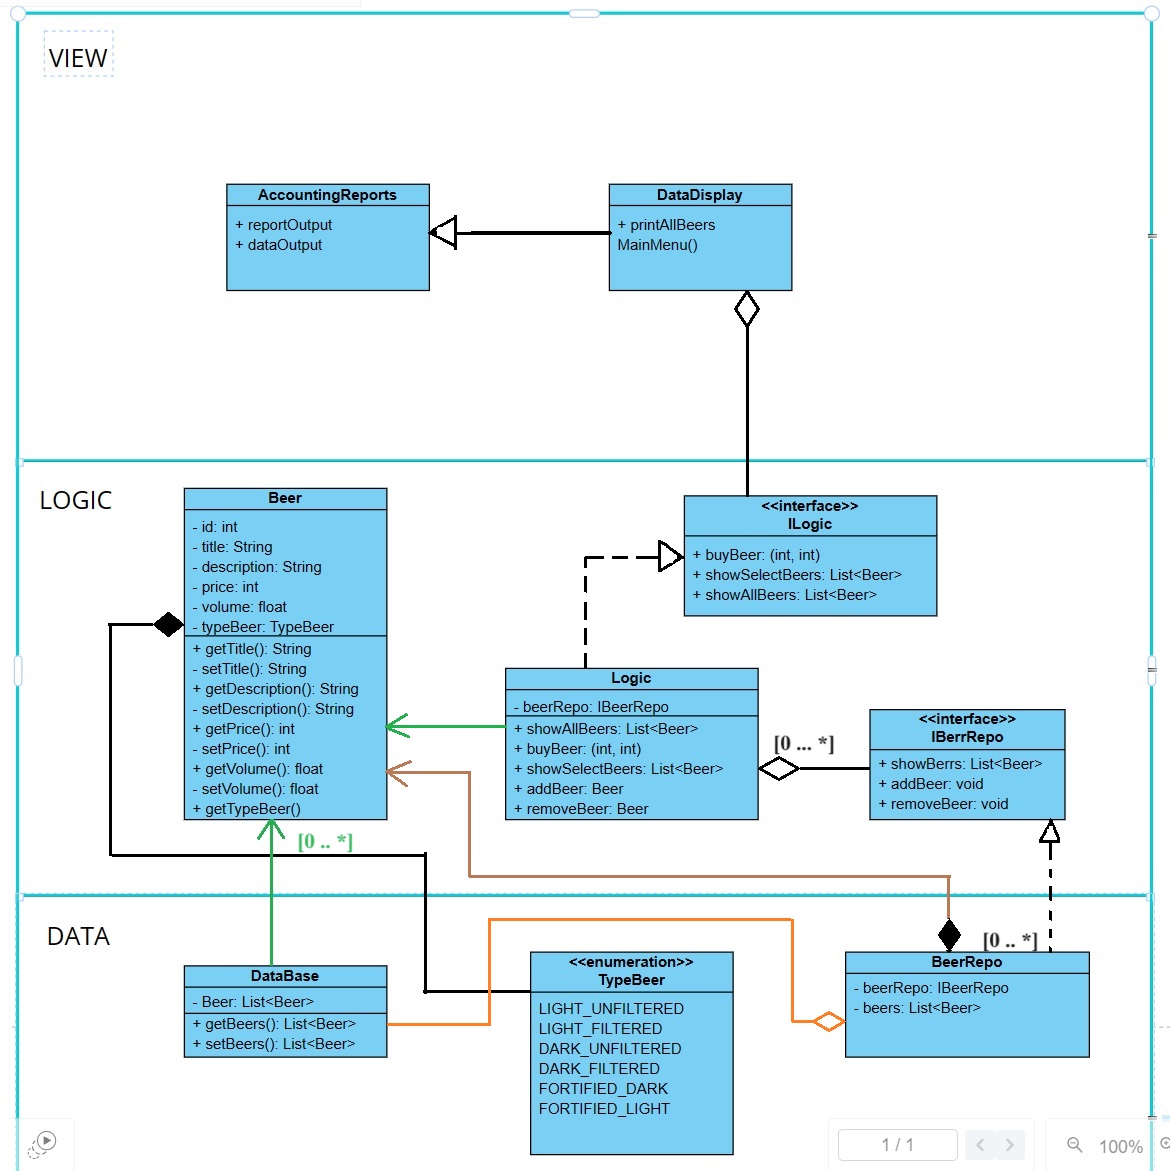 VIEW
AccountingReports
+ reportOutput
+ dataOutput
DataDisplay
+ printAllBeers
MainMenu()
LOGIC
Beer
- id: int
- title: String
- description: String
- price: int
- volume: float
- typeBeer: TypeBeer
+ getTitle(): String
- setTitle(): String
+ getDescription(): String
- setDescription(): String
+ getPrice(): int
- setPrice(): int
+ getVolume(): float
- setVolume(): float
+ getTypeBeer()
<<interface>>
ILogic
+ buyBeer: (int, int)
+ showSelectBeers: List<Beer>
+ showAllBeers: List<Beer>
Logic
- beerRepo: IBeerRepo
+ showAllBeers: List<Beer>
+ buyBeer: (int, int)
+ showSelectBeers: List<Beer>
+ addBeer: Beer
+ removeBeer: Beer
[0 ... *]
<<interface>>
IBerrRepo
+ showBerrs: List<Beer>
+ addBeer: void
+ removeBeer: void
[0 .. *]
DATA
DataBase
- Beer: List<Beer>
+ getBeers(): List<Beer>
+ setBeers(): List<Beer>
<<enumeration>>
TypeBeer
LIGHT_UNFILTERED
LIGHT_FILTERED
DARK_UNFILTERED
DARK_FILTERED
FORTIFIED_DARK
FORTIFIED_LIGHT
[0 .. *]
BeerRepo
- beerRepo: IBeerRepo
- beers: List<Beer>
1 / 1
100%